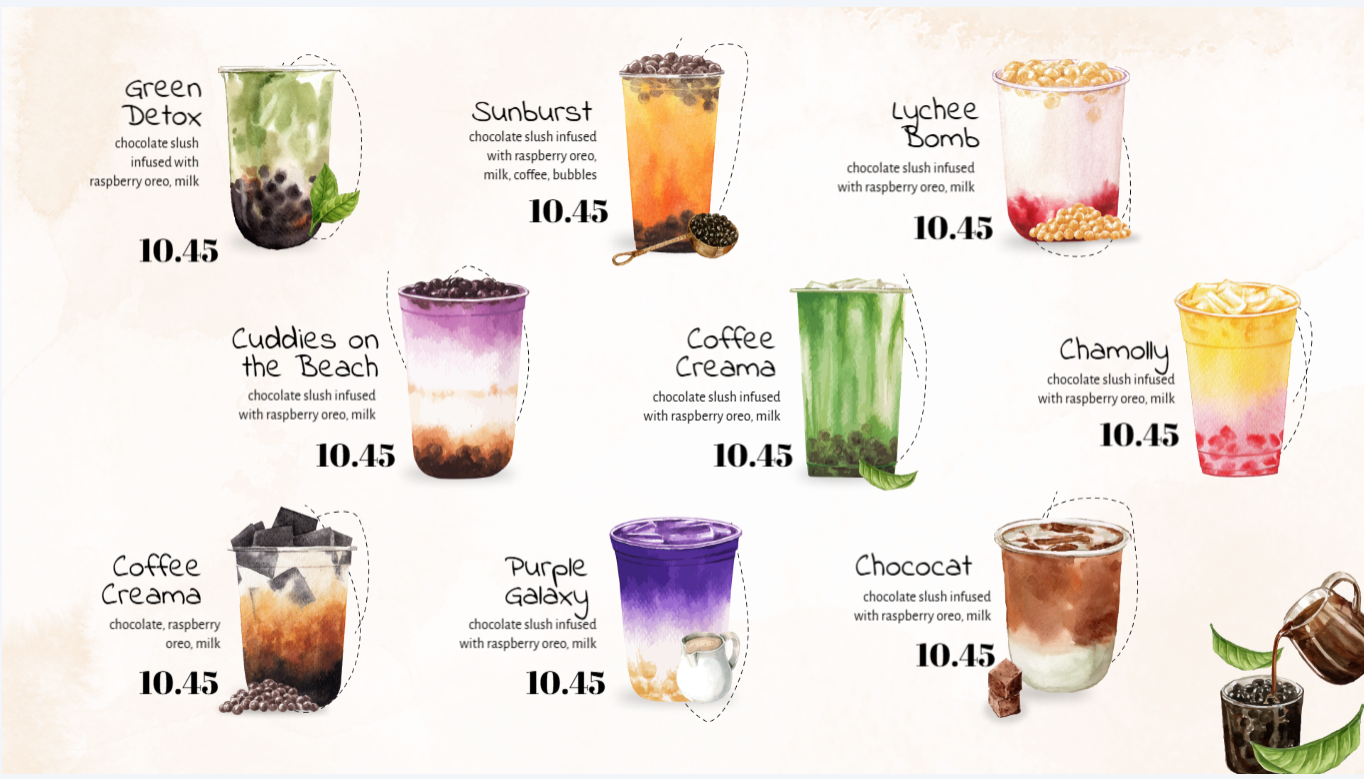 Green
Detox
chocolate slush
infused with
raspberry oreo, milk
10.45
Sunburst
chocolate slush infused
with raspberry oreo,
milk, coffee, bubbles
10.45
Lychee
Bomb
chocolate slush infused
with raspberry oreo, milk
10.45
Cuddies on
the Beach
chocolate slush infused
with raspberry oreo, milk
10.45
Coffee
Creama
chocolate slush infused
with raspberry oreo, milk
10.45
Chamolly
chocolate slush infused
with raspberry oreo, milk
10.45
Coffee
Creama
chocolate, raspberry
oreo, milk
10.45
Purple
Galaxy
chocolate slush infused
with raspberry oreo, milk
10.45
Chococat
chocolate slush infused
with raspberry oreo, milk
10.45